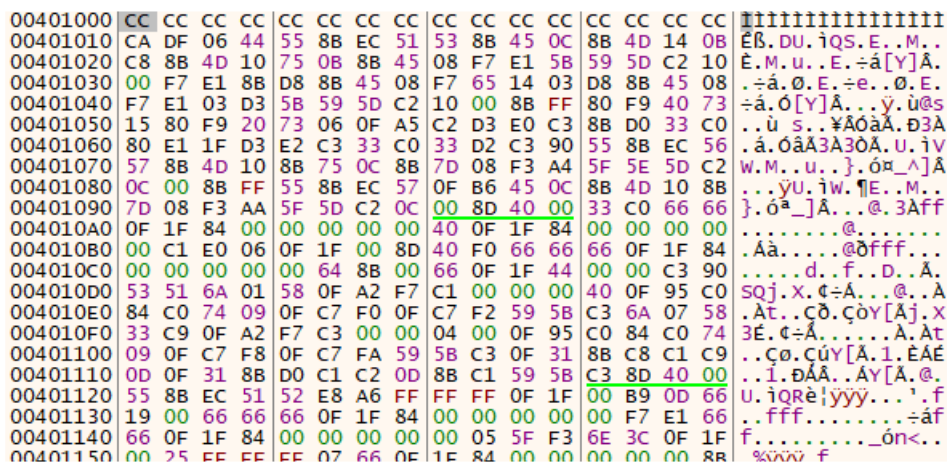 00401000 CC CC CC CC CC CC CC CC CC CC CC CC CC CC CC CC ÌÌÌÌÌÌÌÌÌÌÌÌÌÌÌÌ
00401010 CA DF 06 44 55 8B EC 51 53 8B 45 0C 8B 4D 14 0B Êß.DU.ìQS.E..M..
00401020 C8 8B 4D 10 75 0B 8B 45 08 F7 E1 5B 59 5D C2 10 È.M.u..E.÷á[Y]Â.
00401030 00 F7 E1 8B D8 8B 45 08 F7 65 14 03 D8 8B 45 08 .÷á.Ø.E.÷e..Ø.E.
00401040 F7 E1 03 D3 5B 59 5D C2 10 00 8B FF 80 F9 40 73 ÷á.Ó[Y]Â...ÿ.ù@s
00401050 15 80 F9 20 73 06 0F A5 C2 D3 E0 C3 8B D0 33 C0 ..ù s..¥ÂÓàÃ.Ð3À
00401060 80 E1 1F D3 E2 C3 33 C0 33 D2 C3 90 55 8B EC 56 .á.ÓâÃ3À3ÒÃ.U.ìV
00401070 57 8B 4D 10 8B 75 0C 8B 7D 08 F3 A4 5F 5E 5D C2 W.M..u..}.ó¤_^]Â
00401080 0C 00 8B FF 55 8B EC 57 0F B6 45 0C 8B 4D 10 8B ...ÿU.ìW.¶E..M..
00401090 7D 08 F3 AA 5F 5D C2 0C 00 8D 40 00 33 C0 66 66 }.óª_]Â...@.3Àff
004010A0 0F 1F 84 00 00 00 00 00 40 0F 1F 84 00 00 00 00 ........@.......
004010B0 00 C1 E0 06 0F 1F 00 8D 40 F0 66 66 66 0F 1F 84 .Áà.....@ðfff...
004010C0 00 00 00 00 00 64 8B 00 66 0F 1F 44 00 00 C3 90 .....d..f..D..Ã.
004010D0 53 51 6A 01 58 0F A2 F7 C1 00 00 00 40 0F 95 C0 SQj.X.¢÷Á...@..À
004010E0 84 C0 74 09 0F C7 F0 0F C7 F2 59 5B C3 6A 07 58 .Àt..Çð.ÇòY[Ãj.X
004010F0 33 C9 0F A2 F7 C3 00 00 04 00 0F 95 C0 84 C0 74 3É.¢÷Ã......À.Àt
00401100 09 0F C7 F8 0F C7 FA 59 5B C3 0F 31 8B C8 C1 C9 ..Çø.ÇúY[Ã.1.ÈÁÉ
00401110 0D 0F 31 8B D0 C1 C2 0D 8B C1 59 5B C3 8D 40 00 ..1.ÐÁÂ..ÁY[Ã.@.
00401120 55 8B EC 51 52 E8 A6 FF FF FF 0F 1F 00 B9 0D 66 U.ìQRè¦ÿÿÿ...¹.f
00401130 19 00 66 66 66 0F 1F 84 00 00 00 00 00 F7 E1 66 ..fff........÷áf
00401140 66 0F 1F 84 00 00 00 00 00 05 5F F3 6E 3C 0F 1F f........._ón<..
00401150 00 25 FF FF FF 07 66 0F 1F 84 00 00 00 00 00 8B .%ÿÿÿ.f